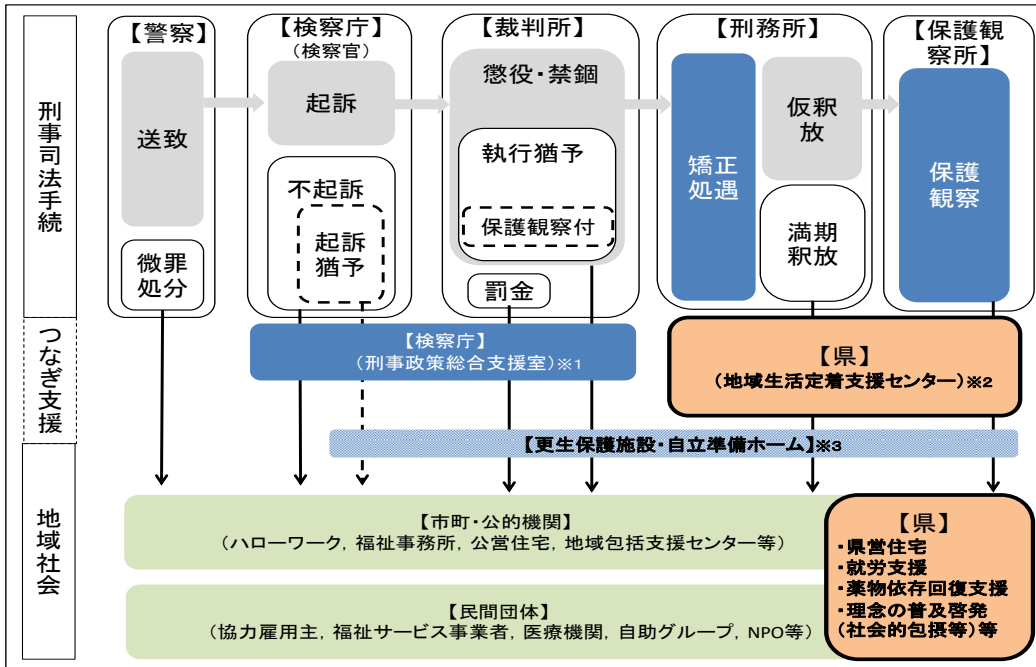 刑事司法手続
【警察】
送致
微罪
処分
【検察庁】
(検察官)
起訴
不起訴
起訴
猶予
【裁判所】
懲役・禁錮
執行猶予
保護観察付
罰金
【刑務所】
矯正
処遇
仮釈
放
満期
釈放
【保護観
察所】
保護
観察
つなぎ支援
【検察庁】
(刑事政策総合支援室)※1
【県】
(地域生活定着支援センター)※2
【更生保護施設・自立準備ホーム】※3
地域社会
【市町・公的機関】
(ハローワーク, 福祉事務所, 公営住宅, 地域包括支援センター等)
【民間団体】
(協力雇用主, 福祉サービス事業者, 医療機関, 自助グループ, NPO等)
【県】
・県営住宅
・就労支援
・薬物依存回復支援
・理念の普及啓発
(社会的包摂等)等